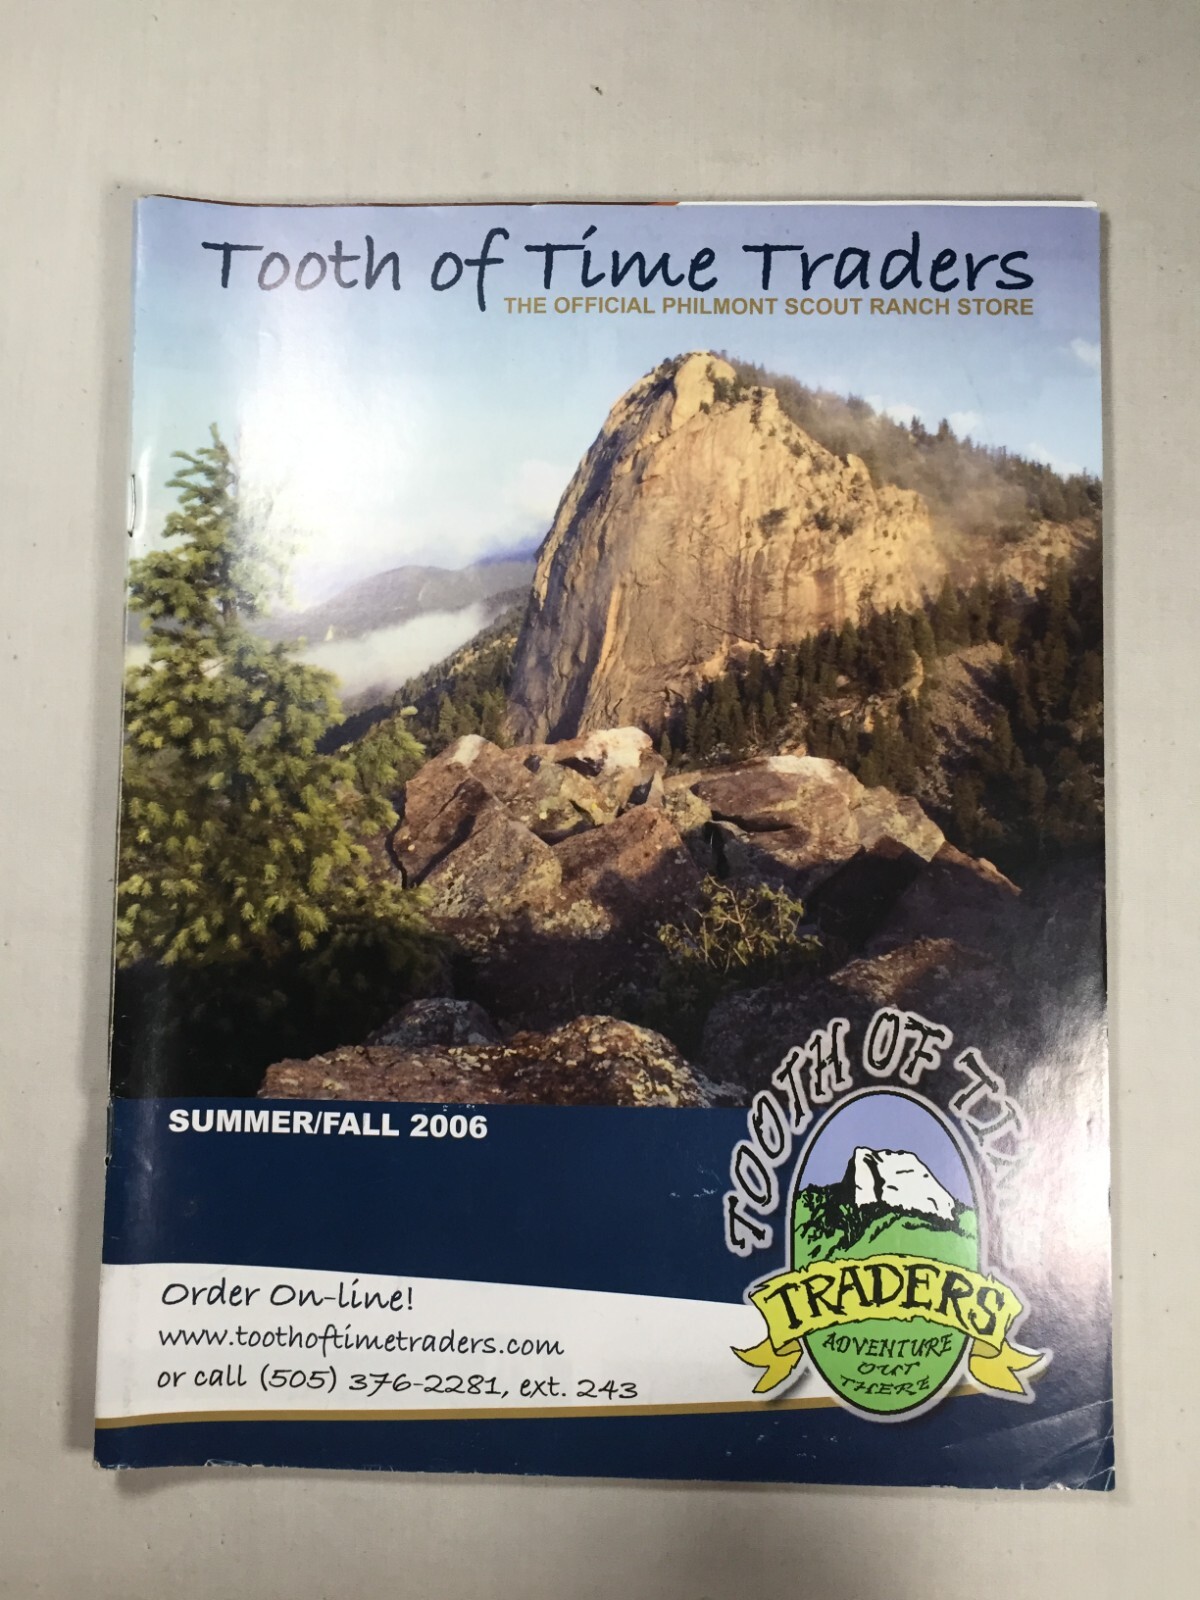 Tooth of Time Traders
THE OFFICIAL PHILMONT SCOUT RANCH STORE
SUMMER/FALL 2006
TOOTH OF TIME
TRADERS
ADVENTURE
OUT
THERE
Order On-line!
www.toothoftimetraders.com
or call (505) 376-2281, ext. 243